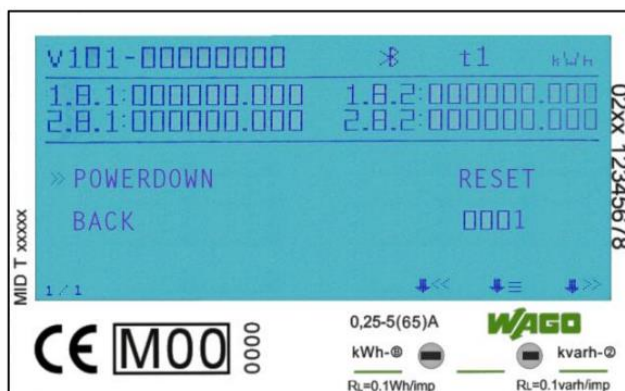 v101-00000000 t1 kWh
1.8.1:000000.000 1.8.2:000000.000
2.8.1:000000.000 2.8.2:000000.000
» POWERDOWN RESET
BACK 0001
1/1 << ≡ >>
MID T xxxxx
02xx 12345678
CE M00 0000
0,25-5(65)A WAGO
kWh-① kvarh-②
RL=0.1Wh/imp RL=0.1varh/imp